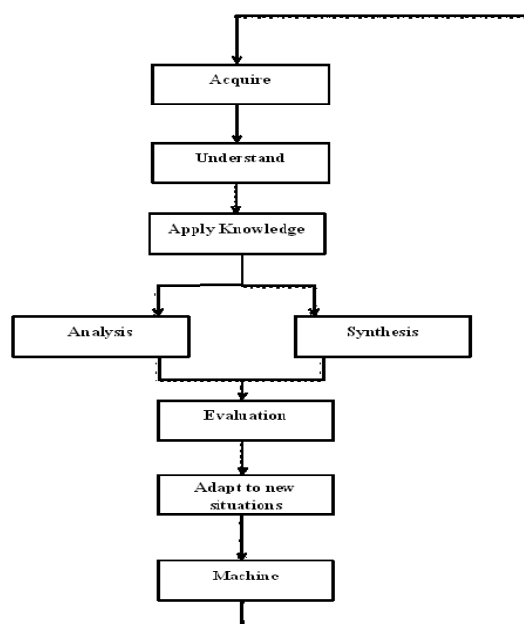 Acquire
Understand
Apply Knowledge
Analysis
Synthesis
Evaluation
Adapt to new
situations
Machine